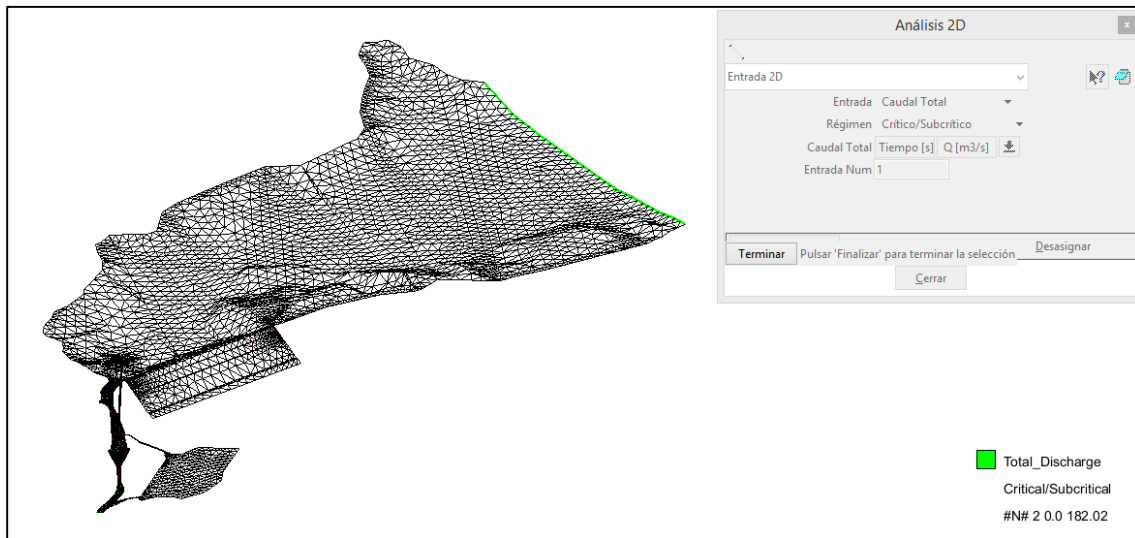 Análisis 2D
x
Entrada 2D
Entrada Caudal Total
Régimen Crítico/Subcrítico
Caudal Total Tiempo [s] Q [m3/s]
Entrada Num 1
Desasignar
Terminar Pulsar 'Finalizar' para terminar la selección
Cerrar
Total_Discharge
Critical/Subcritical
#N# 2 0.0 182.02